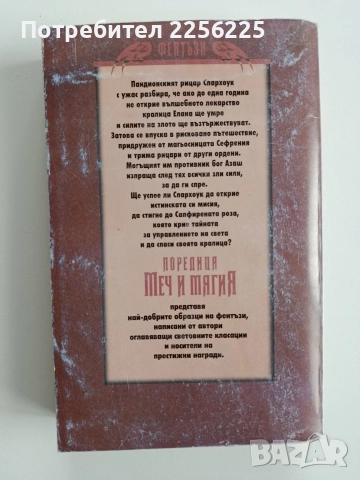 ФЕНТЪЗИ
Пандионският рицар Спархоук
с ужас разбира, че ако до една година
не открие вълшебното лекарство
кралица Елана ще умре
и силите на злото ще възтържествуват.
Затова се впуска в рисковано пътешествие,
придружен от магьосницата Сефрения
и трима рицари от други ордени.
Могъщият им противник бог Азаш
изпраща след тях всички зли сили,
за да ги спре.
Ще успее ли Спархоук да открие
истинската си мисия,
да стигне до Сапфирената роза,
която крие тайната
за управлението на света
и да спаси своята кралица?
ПОРЕДИЦА
МЕЧ И МАГИЯ
представя
най-добрите образци на фентъзи,
написани от автори
оглавяващи световните класации
и носители на
престижни награди.
BAZAR
bg